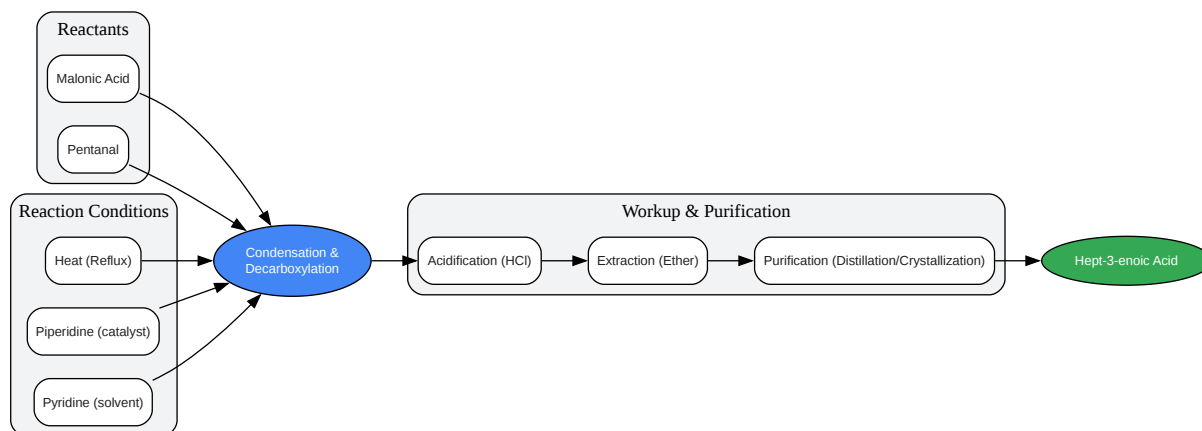 Reactants
Malonic Acid
Pentanal
Reaction Conditions
Heat (Reflux)
Piperidine (catalyst)
Pyridine (solvent)
Condensation &
Decarboxylation
Workup & Purification
Acidification (HCl)
Extraction (Ether)
Purification (Distillation/Crystallization)
Hept-3-enoic Acid